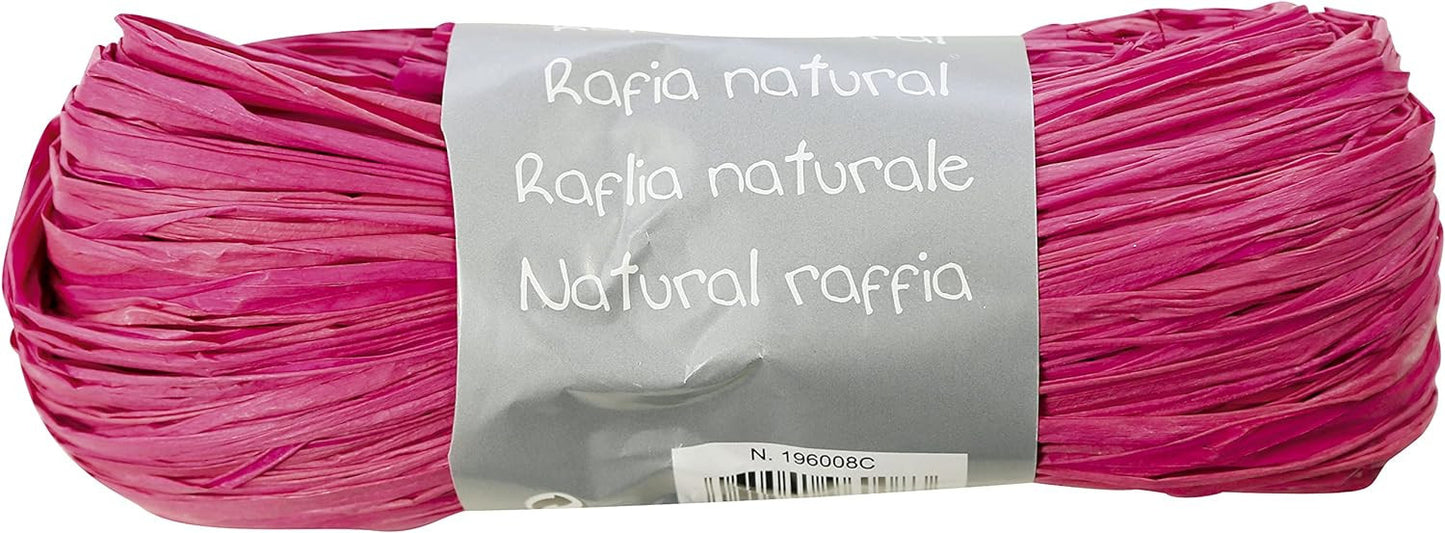 Rafia natural
Raflia naturale
Natural raffia
N. 196008C